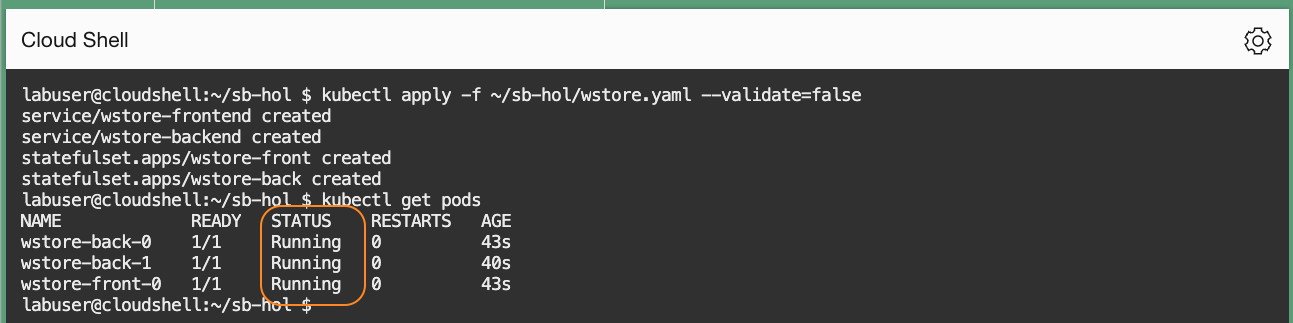 Cloud Shell
labuser@cloudshell:~/sb-hol $ kubectl apply -f ~/sb-hol/wstore.yaml --validate=false
service/wstore-frontend created
service/wstore-backend created
statefulset.apps/wstore-front created
statefulset.apps/wstore-back created
labuser@cloudshell:~/sb-hol $ kubectl get pods
NAME READY STATUS RESTARTS AGE
wstore-back-0 1/1 Running 0 43s
wstore-back-1 1/1 Running 0 40s
wstore-front-0 1/1 Running 0 43s
labuser@cloudshell:~/sb-hol $